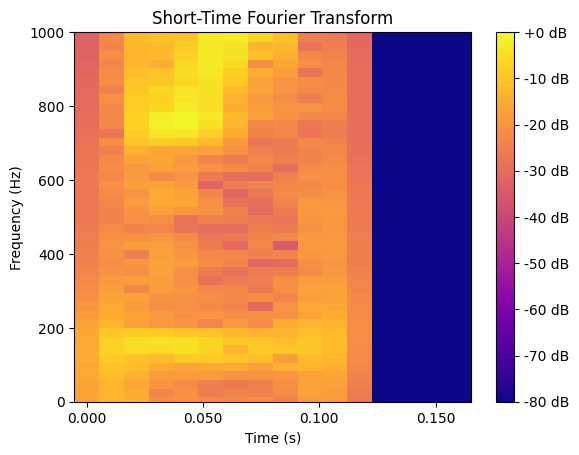 Short-Time Fourier Transform
Frequency (Hz)
1000
800
600
400
200
0
0.000
0.050
0.100
0.150
Time (s)
+0 dB
-10 dB
-20 dB
-30 dB
-40 dB
-50 dB
-60 dB
-70 dB
-80 dB